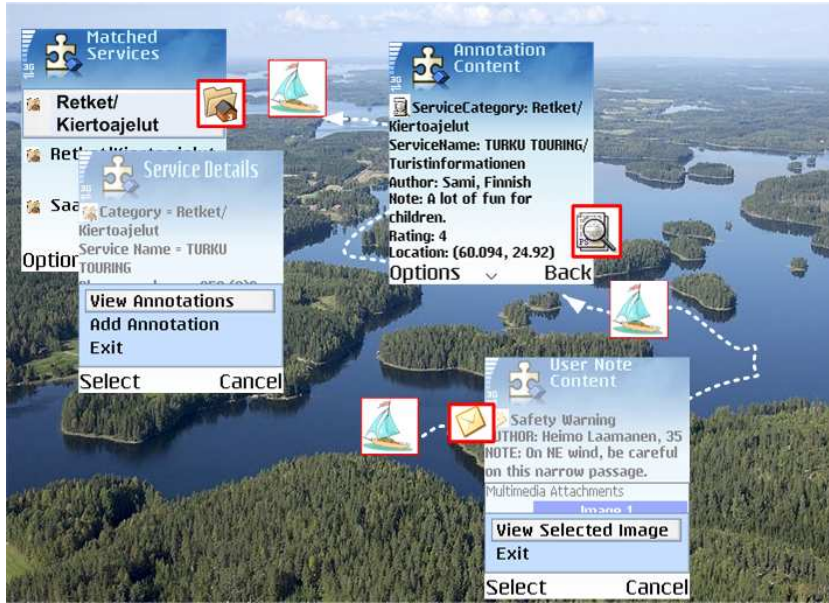 Matched
Services
Retket/
Kiertoajelut
Saa
Service Details
Category = Retket/
Kiertoajelut
Service Name = TURKU
TOURING
View Annotations
Add Annotation
Exit
Select Cancel
Annotation
Content
ServiceCategory: Retket/
Kiertoajelut
ServiceName: TURKU TOURING/
Turistinformationen
Author: Sami, Finnish
Note: A lot of fun for
children.
Rating: 4
Location: (60.094, 24.92)
Options Back
User Note
Content
Safety Warning
AUTHOR: Heimo Laamanen, 35
NOTE: On NE wind, be careful
on this narrow passage.
Multimedia Attachments
Image 1
View Selected Image
Exit
Select Cancel